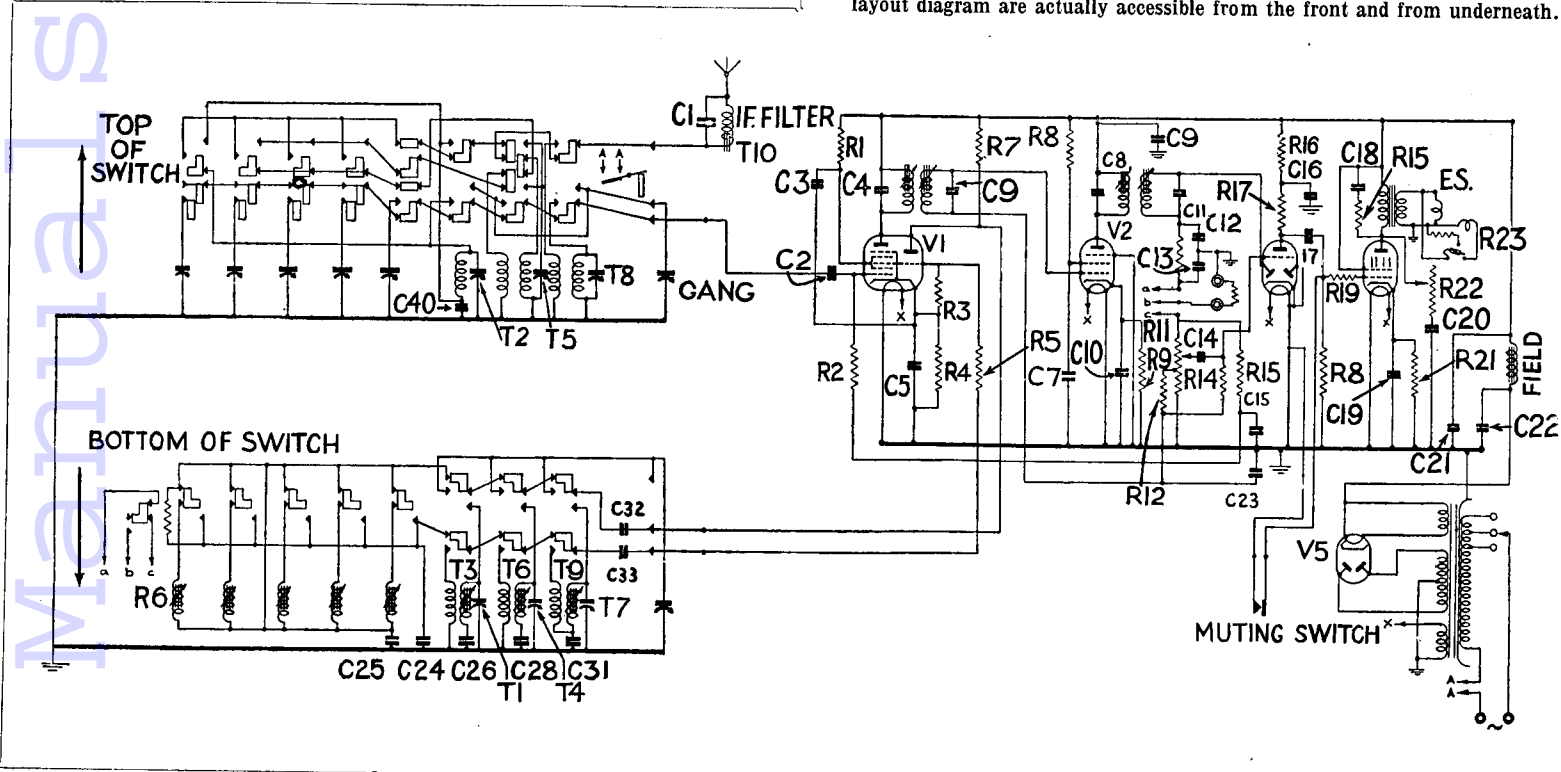 layout diagram are actually accessible from the front and from underneath.
Manuals
TOP
OF
SWITCH
C1
I.F. FILTER
T10
A A
GANG
C40
T8
T2
T5
R1
C3
C4
R7
C9
R8
C8
C9
R16
C16
R17
C18
R15
E.S.
R23
V1
V2
C11
C12
C13
17
C2
R3
X
a
b
c
X
X
X
R19
R22
C20
R2
C5
R4
R5
C7
C10
R11
R9
C14
R14
R15
C15
R8
C19
R21
FIELD
C21
C22
R12
C23
BOTTOM OF SWITCH
C32
C33
a
b
c
R6
T3
T6
T9
T7
C25
C24
C26
C28
C31
T1
T4
V5
MUTING SWITCH
X
A
A
~